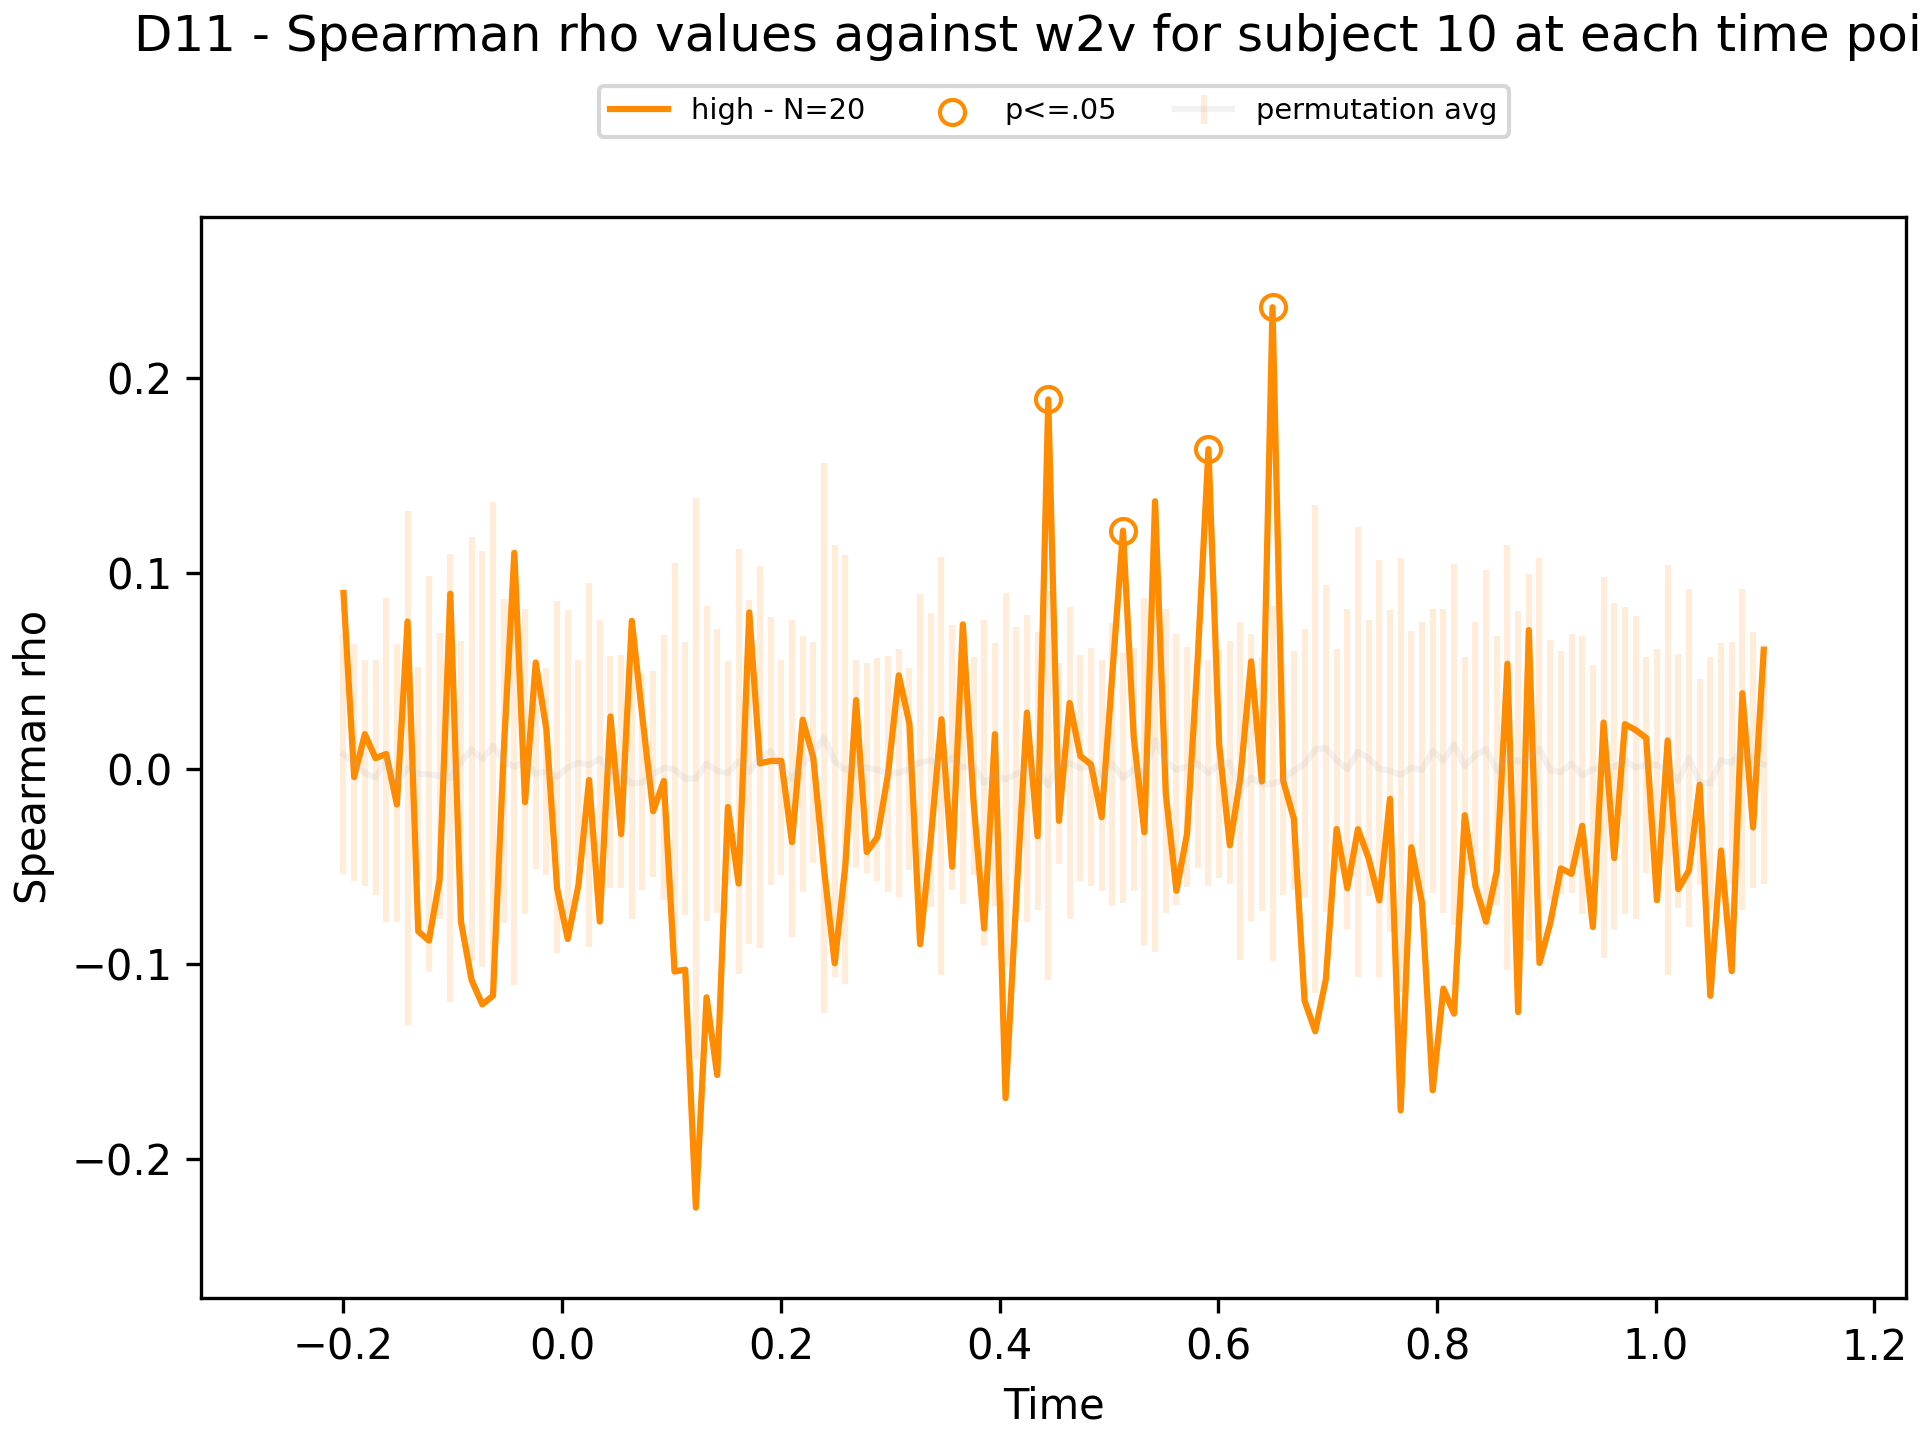 D11 - Spearman rho values against w2v for subject 10 at each time poi
high - N=20 p<=.05 permutation avg
Spearman rho
0.2
0.1
0.0
−0.1
−0.2
−0.2 0.0 0.2 0.4 0.6 0.8 1.0 1.2
Time